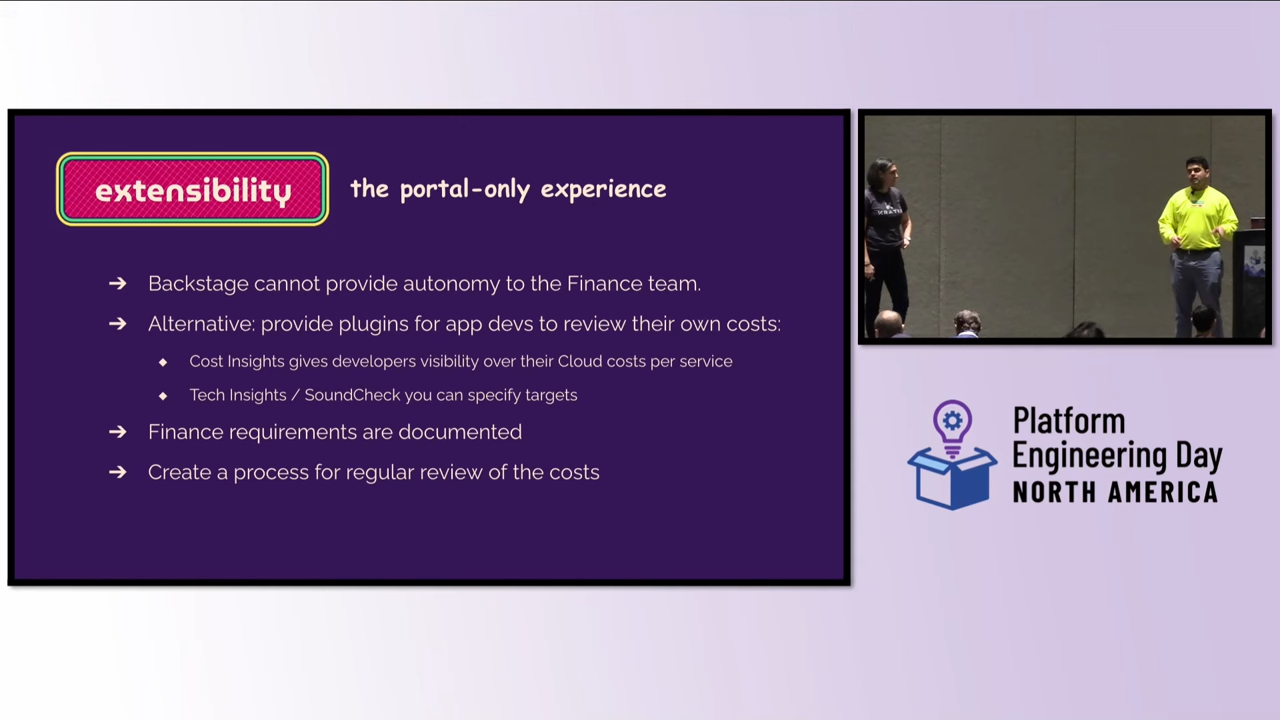 extensibility
the portal-only experience
➔ Backstage cannot provide autonomy to the Finance team.
➔ Alternative: provide plugins for app devs to review their own costs:
◆ Cost Insights gives developers visibility over their Cloud costs per service
◆ Tech Insights / SoundCheck you can specify targets
➔ Finance requirements are documented
➔ Create a process for regular review of the costs
Platform
Engineering Day
NORTH AMERICA